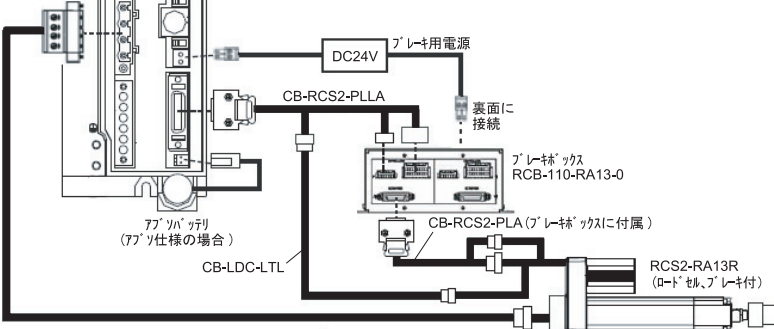 DC24V
ブレーキ用電源
CB-RCS2-PLLA
裏面に
接続
ブレーキボックス
RCB-110-RA13-0
アブソバッテリ
(アブソ仕様の場合)
CB-RCS2-PLA(ブレーキボックスに付属)
CB-LDC-LTL
RCS2-RA13R
(ロードセル、ブレーキ付)